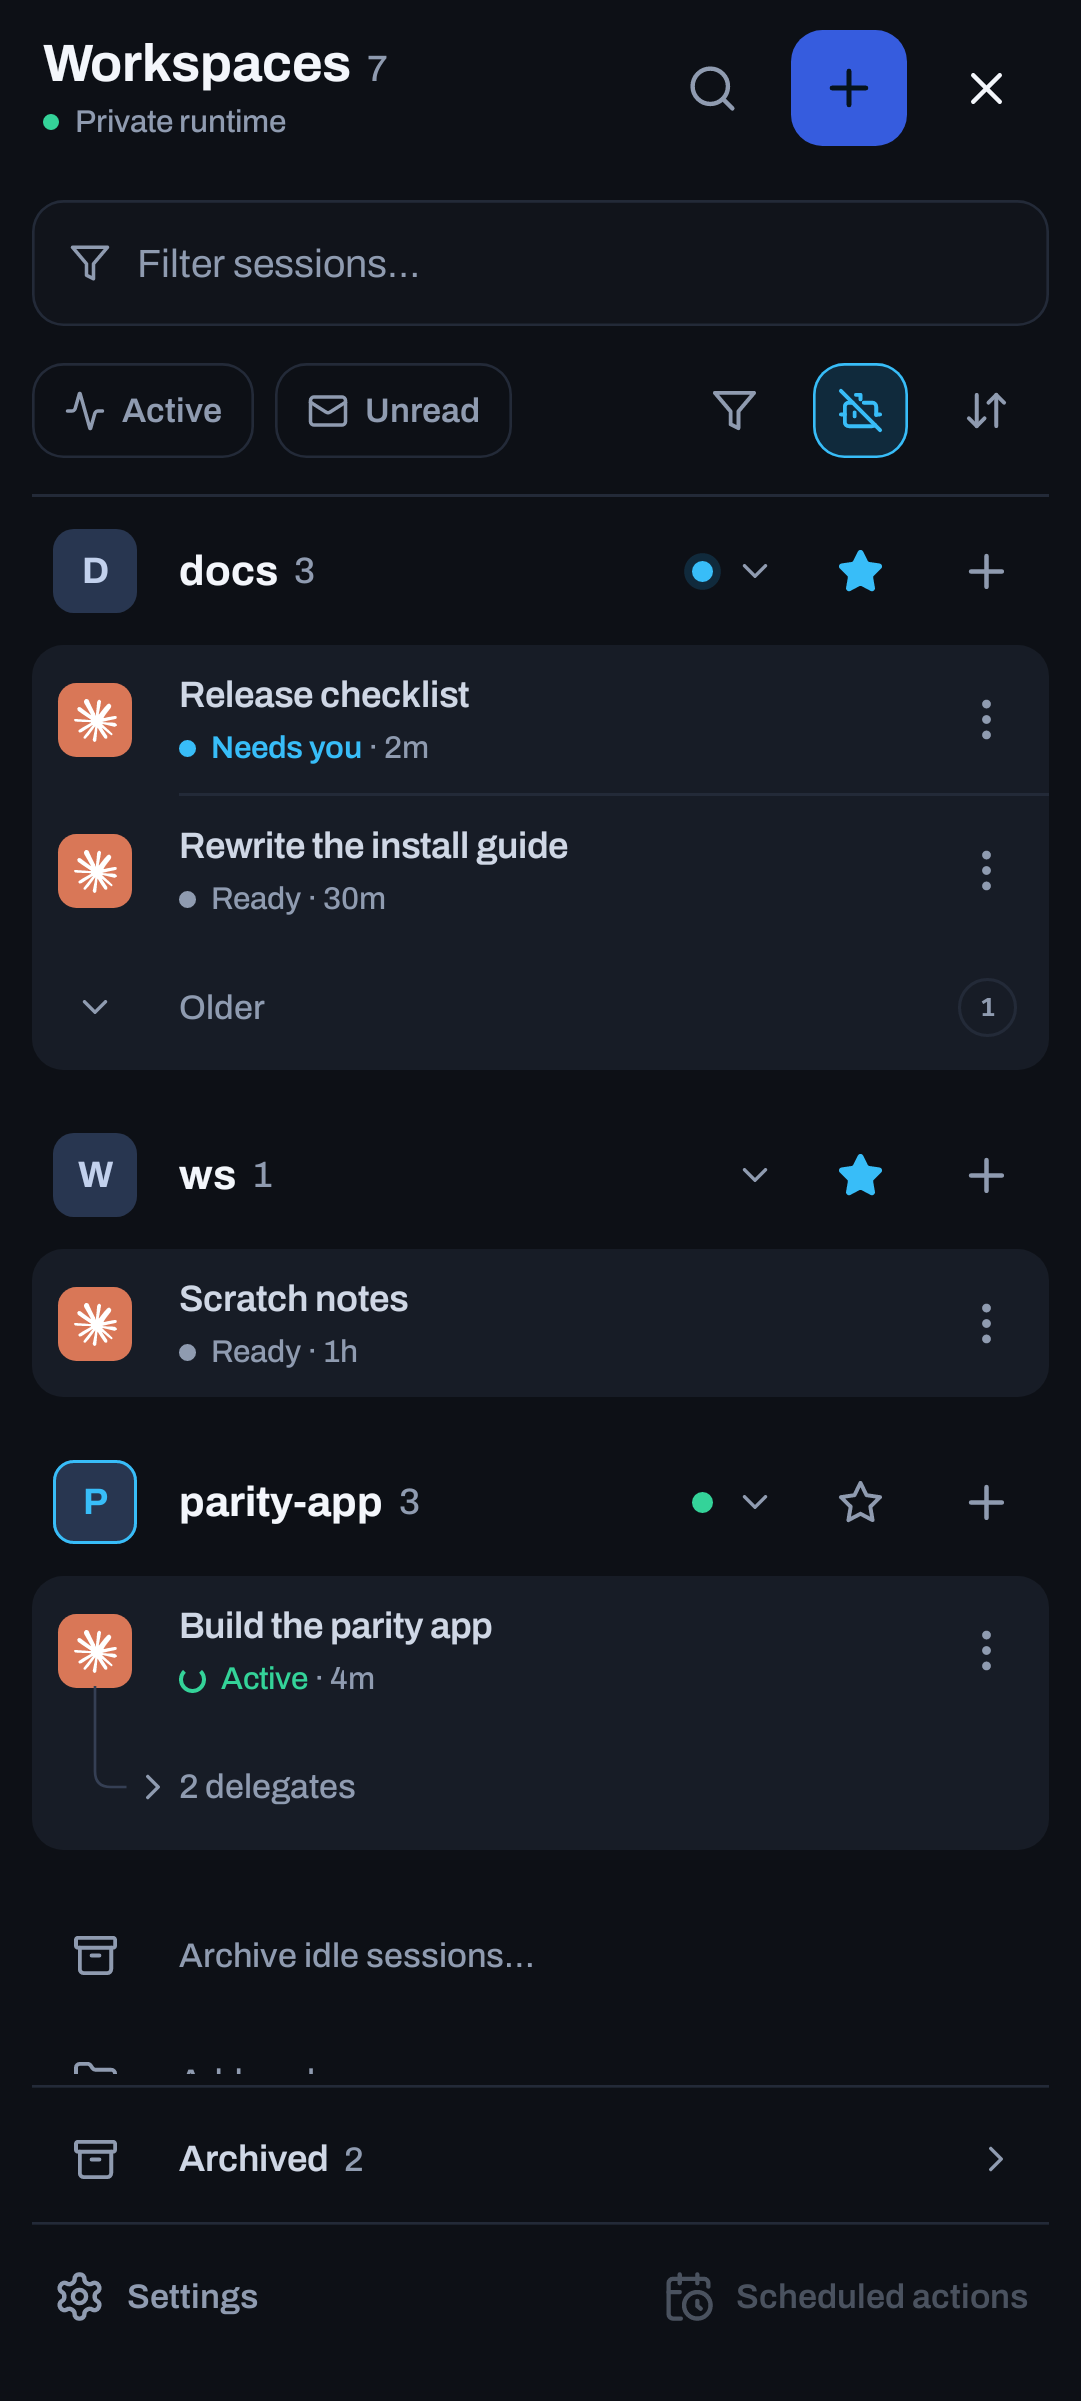 Workspaces 7
Private runtime
Filter sessions...
Active
Unread
D docs 3
Release checklist
Needs you · 2m
Rewrite the install guide
Ready · 30m
Older 1
W ws 1
Scratch notes
Ready · 1h
P parity-app 3
Build the parity app
Active · 4m
2 delegates
Archive idle sessions...
Archived 2
Settings
Scheduled actions